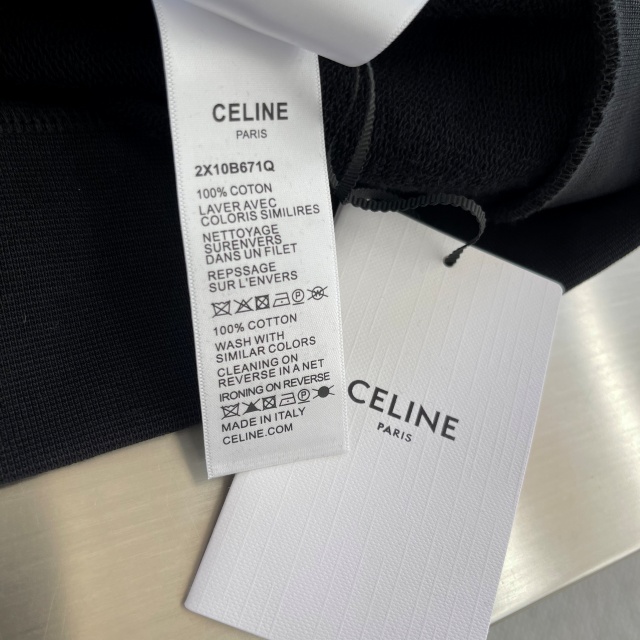 CELINE
PARIS
2X10B671Q
100% COTON
LAVER AVEC
COLORIS SIMILIRES
NETTOYAGE
SURENVERS
DANS UN FILET
REPSSAGE
SUR L'ENVERS
100% COTTON
WASH WITH
SIMILAR COLORS
CLEANING ON
REVERSE IN A NET
IRONING ON REVERSE
MADE IN ITALY
CELINE.COM
CELINE
PARIS